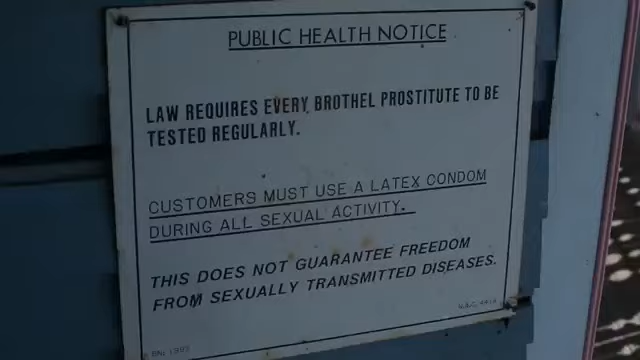 PUBLIC HEALTH NOTICE
LAW REQUIRES EVERY BROTHEL PROSTITUTE TO BE
TESTED REGULARLY.
CUSTOMERS MUST USE A LATEX CONDOM
DURING ALL SEXUAL ACTIVITY.
THIS DOES NOT GUARANTEE FREEDOM
FROM SEXUALLY TRANSMITTED DISEASES.